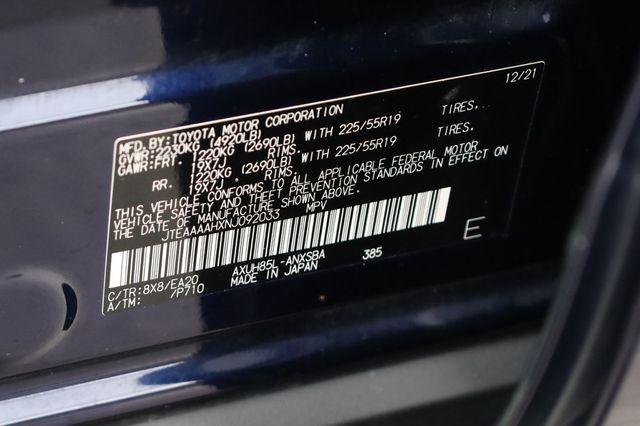 12/21
MFD.BY:TOYOTA MOTOR CORPORATION
GVWR:2230KG (4920LB)
GAWR:FRT. 1220KG (2690LB) WITH 225/55R19 TIRES.
19X7J RIMS.
RR. 1220KG (2690LB) WITH 225/55R19 TIRES.
19X7J RIMS.
THIS VEHICLE CONFORMS TO ALL APPLICABLE FEDERAL MOTOR
VEHICLE SAFETY AND THEFT PREVENTION STANDARDS IN EFFECT ON
THE DATE OF MANUFACTURE SHOWN ABOVE.
JTEAAAAHXNJ092033 MPV
C/TR:8X8/EA20 AXUH85L-ANXSBA 385
A/TM: /P710 MADE IN JAPAN
E